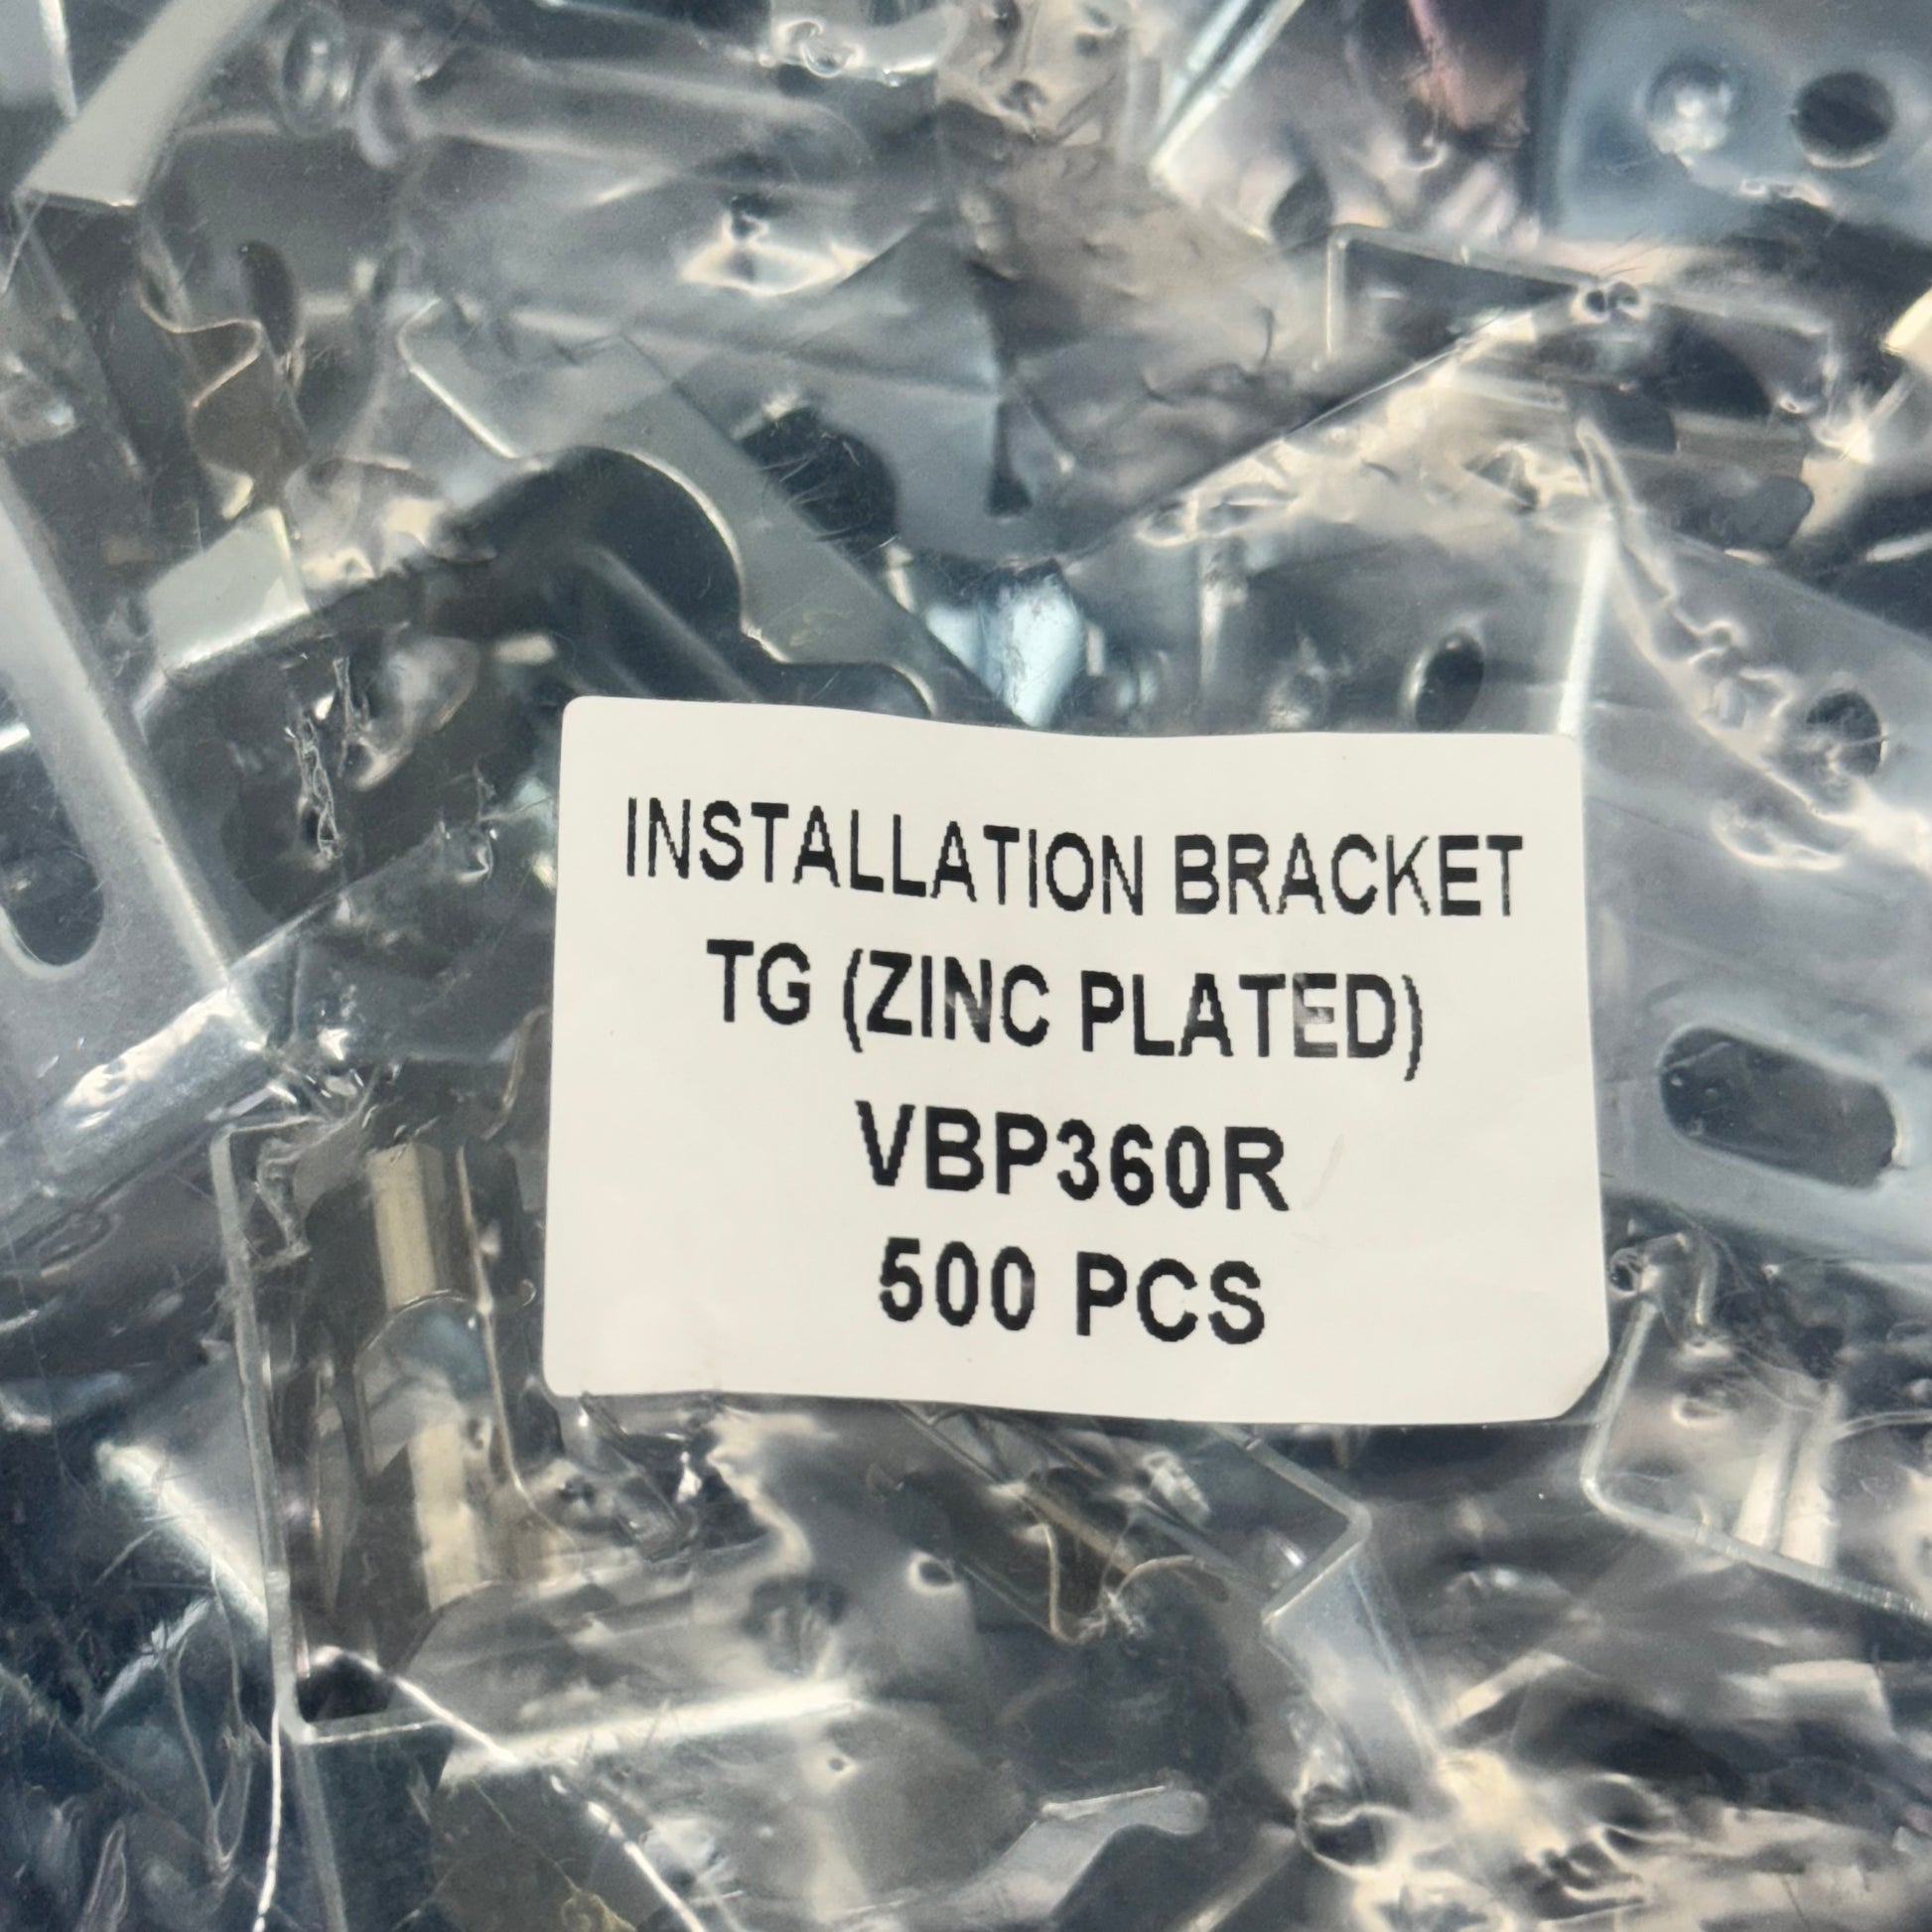 INSTALLATION BRACKET
TG (ZINC PLATED)
VBP360R
500 PCS